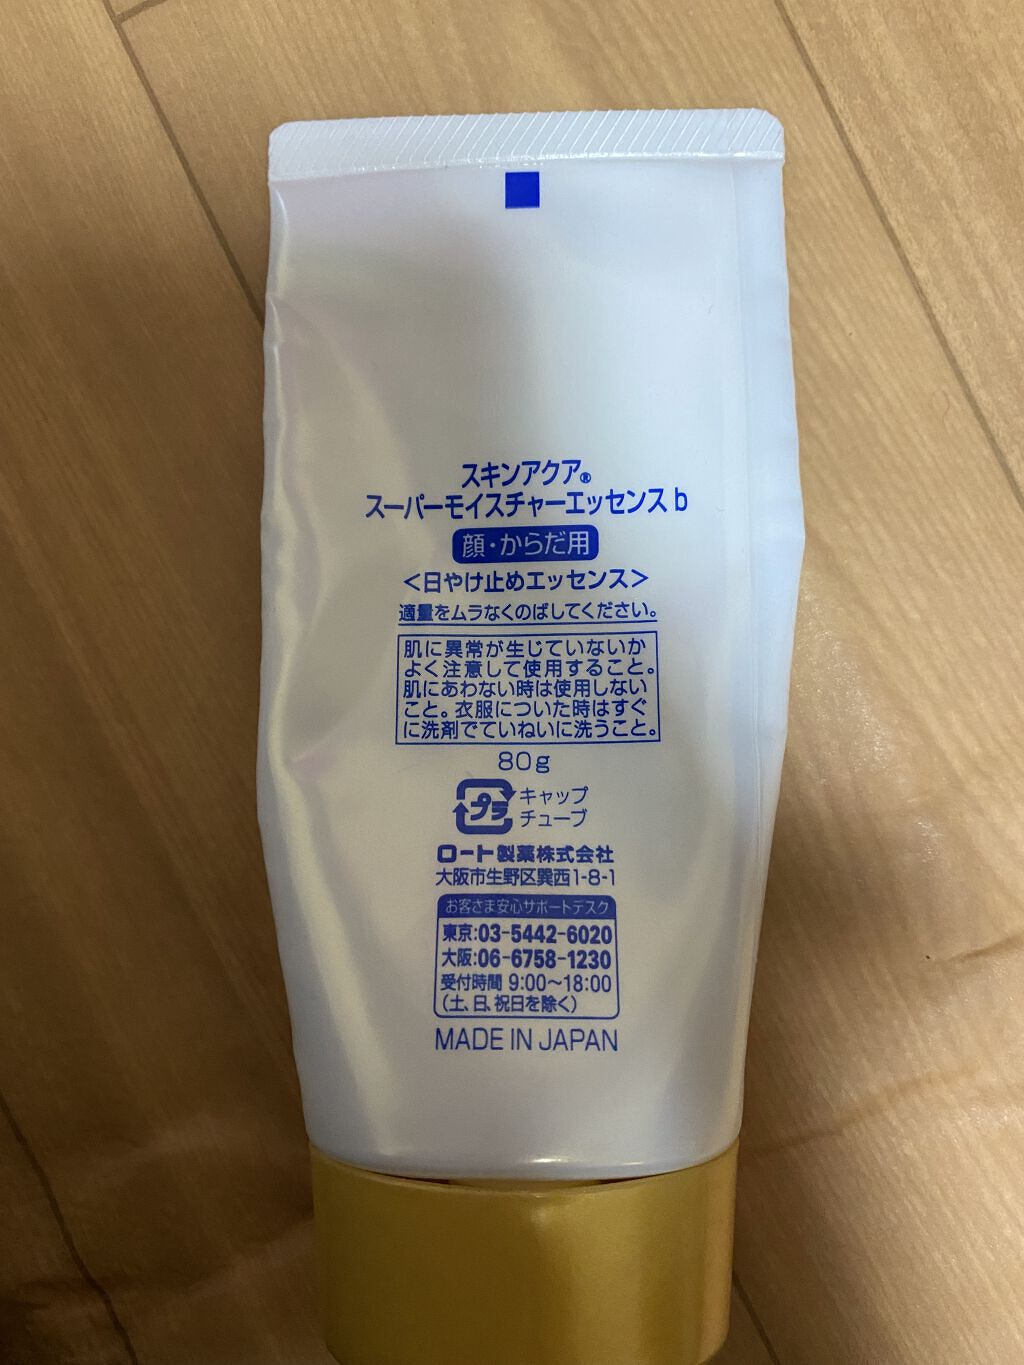 スキンアクア®
スーパーモイスチャーエッセンス b
顔・からだ用
＜日やけ止めエッセンス＞
適量をムラなくのばしてください。
肌に異常が生じていないか
よく注意して使用すること。
肌にあわない時は使用しない
こと。衣服についた時はすぐ
に洗剤でていねいに洗うこと。
80g
プラ キャップ
チューブ
ロート製薬株式会社
大阪市生野区巽西1-8-1
お客さま安心サポートデスク
東京:03-5442-6020
大阪:06-6758-1230
受付時間 9:00〜18:00
（土、日、祝日を除く）
MADE IN JAPAN